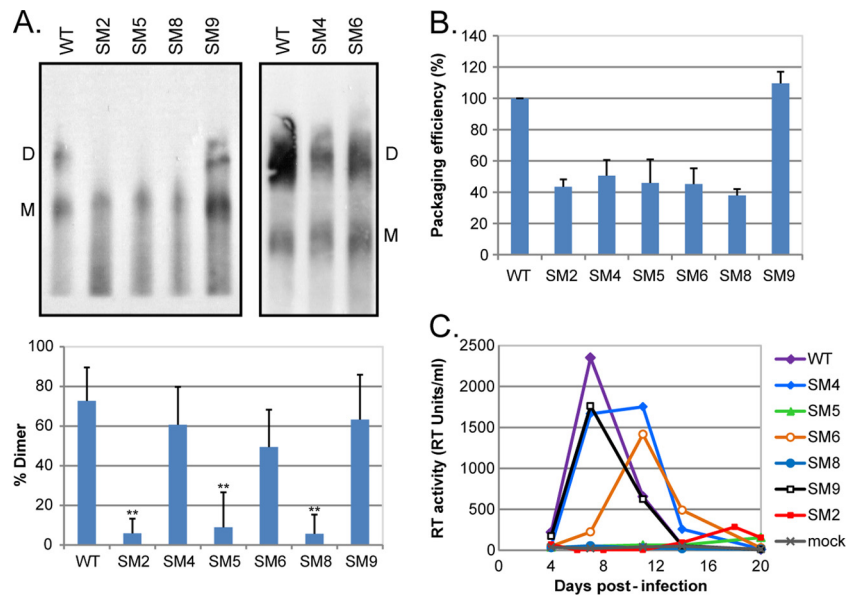 A.
WT SM2 SM5 SM8 SM9
WT SM4 SM6
D
M
D
M
% Dimer
100
80
60
40
20
0
**
**
**
WT SM2 SM4 SM5 SM6 SM8 SM9
B.
Packaging efficiency (%)
140
120
100
80
60
40
20
0
WT SM2 SM4 SM5 SM6 SM8 SM9
C.
RT activity (RT Units/ml)
2500
2000
1500
1000
500
0
0 4 8 12 16 20
Days post-infection
WT
SM4
SM5
SM6
SM8
SM9
SM2
mock